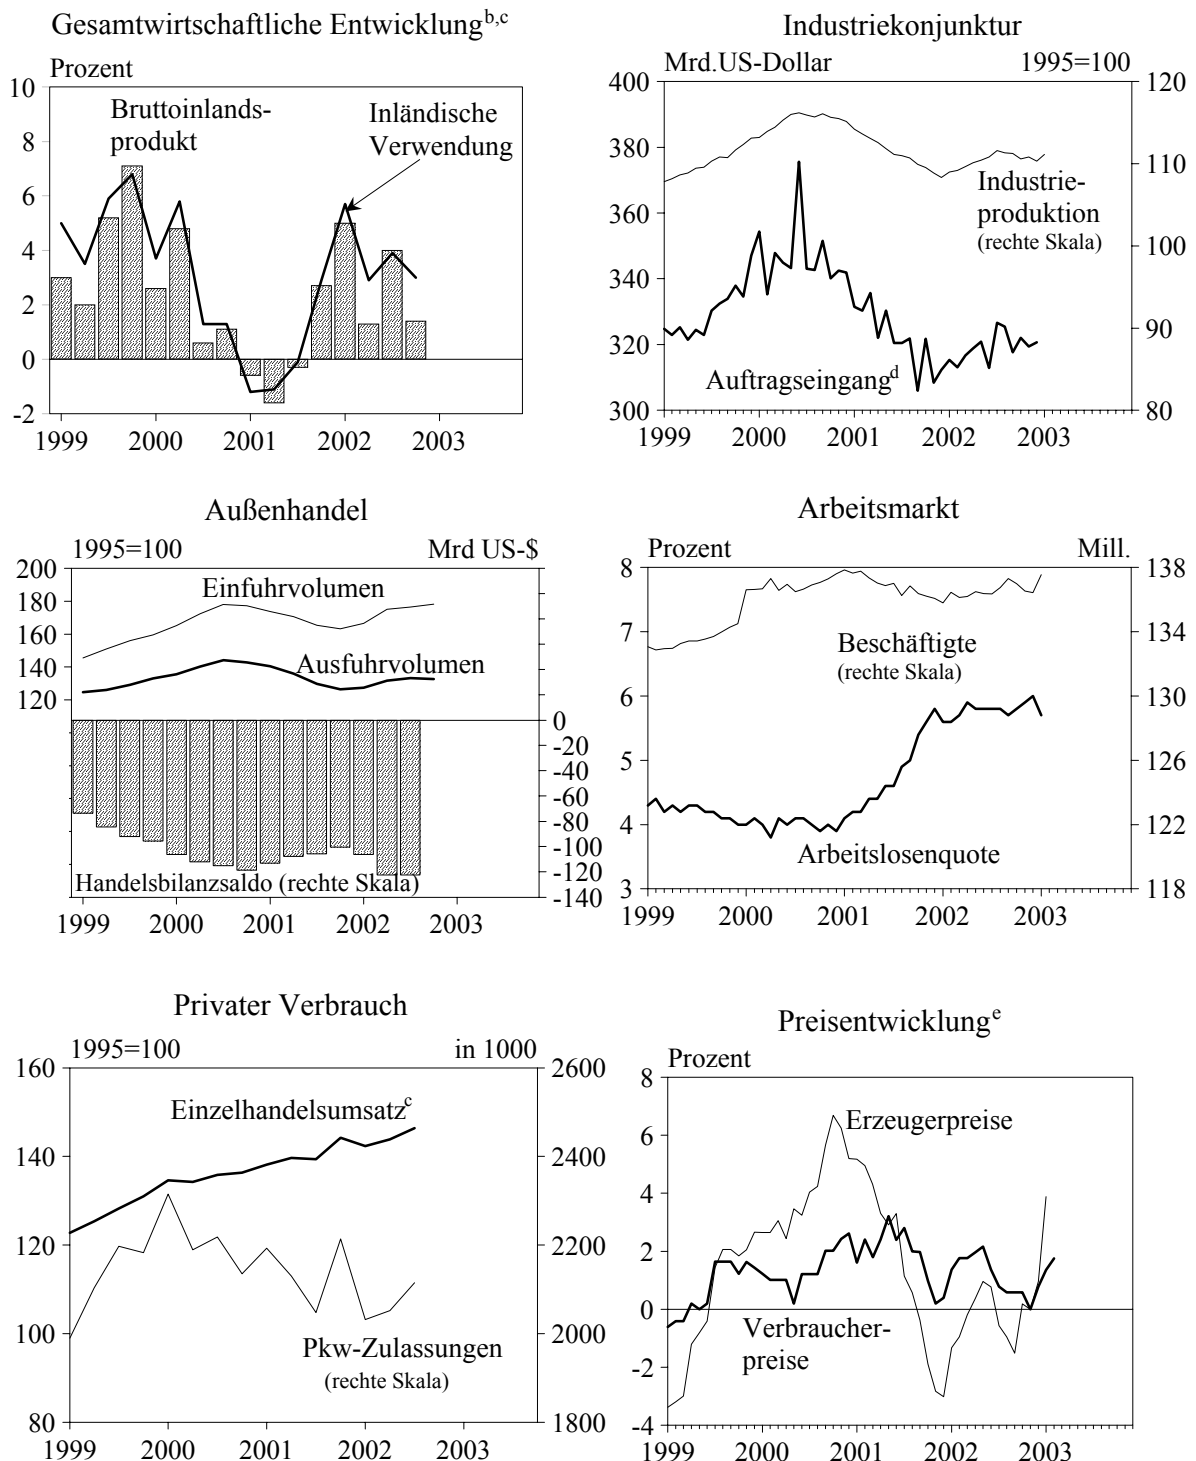 Gesamtwirtschaftliche Entwicklung^b,c
Prozent
10
8
6
4
2
0
-2
Bruttoinlands-
produkt
Inländische
Verwendung
1999 2000 2001 2002 2003
Industriekonjunktur
Mrd.US-Dollar 1995=100
400 120
380
360
340
320
300
110
100
90
80
Industrie-
produktion
(rechte Skala)
Auftragseingang^d
1999 2000 2001 2002 2003
Außenhandel
1995=100 Mrd US-$
200
180
160
140
120
Einfuhrvolumen
Ausfuhrvolumen
0
-20
-40
-60
-80
-100
-120
-140
Handelsbilanzsaldo (rechte Skala)
1999 2000 2001 2002 2003
Arbeitsmarkt
Prozent Mill.
8 138
7 134
6 130
5 126
4 122
3 118
Beschäftigte
(rechte Skala)
Arbeitslosenquote
1999 2000 2001 2002 2003
Privater Verbrauch
1995=100 in 1000
160 2600
140 2400
120 2200
100 2000
80 1800
Einzelhandelsumsatz^c
Pkw-Zulassungen
(rechte Skala)
1999 2000 2001 2002 2003
Preisentwicklung^e
Prozent
8
6
4
2
0
-2
-4
Erzeugerpreise
Verbraucher-
preise
1999 2000 2001 2002 2003